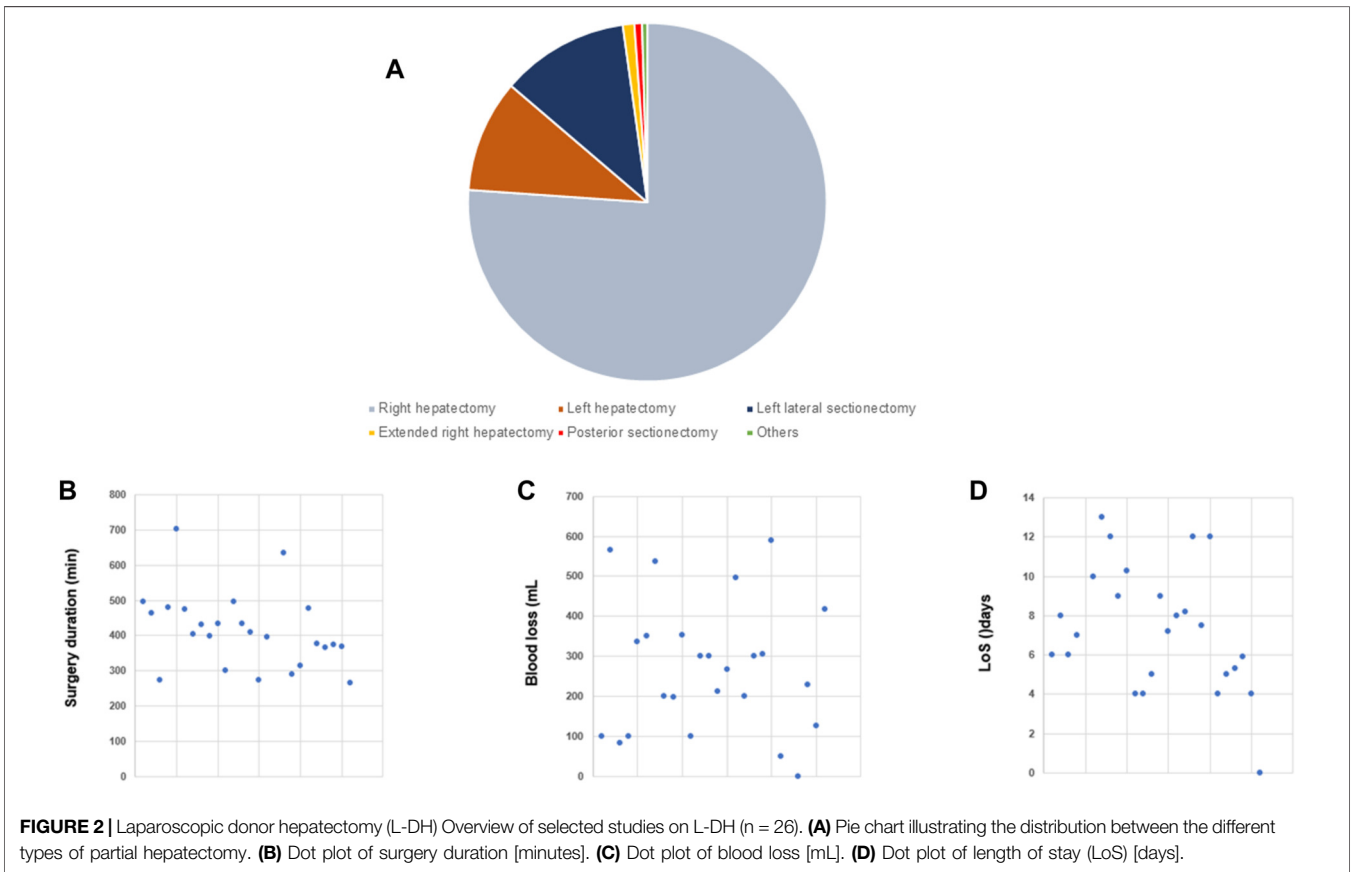 A
Right hepatectomy Left hepatectomy Left lateral sectionectomy
Extended right hepatectomy Posterior sectionectomy Others
B
Surgery duration (min)
800
700
600
500
400
300
200
100
0
C
Blood loss (mL
700
600
500
400
300
200
100
0
D
LoS ()days
14
12
10
8
6
4
2
0
FIGURE 2 | Laparoscopic donor hepatectomy (L-DH) Overview of selected studies on L-DH (n = 26). (A) Pie chart illustrating the distribution between the different
types of partial hepatectomy. (B) Dot plot of surgery duration [minutes]. (C) Dot plot of blood loss [mL]. (D) Dot plot of length of stay (LoS) [days].